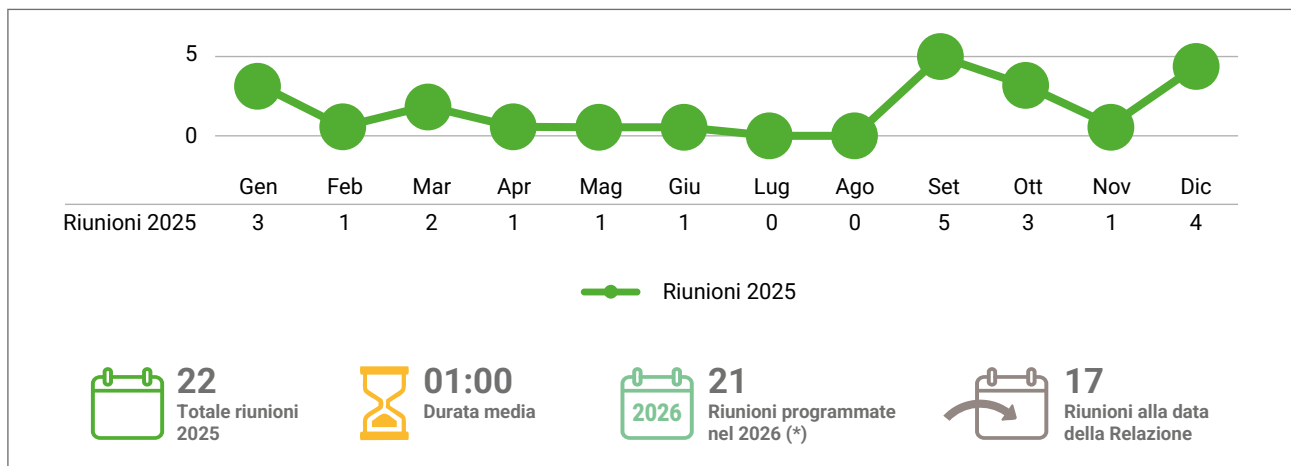 5
0
Gen Feb Mar Apr Mag Giu Lug Ago Set Ott Nov Dic
Riunioni 2025 3 1 2 1 1 1 0 0 5 3 1 4
Riunioni 2025
22
Totale riunioni
2025
01:00
Durata media
2026
21
Riunioni programmate
nel 2026 (*)
17
Riunioni alla data
della Relazione